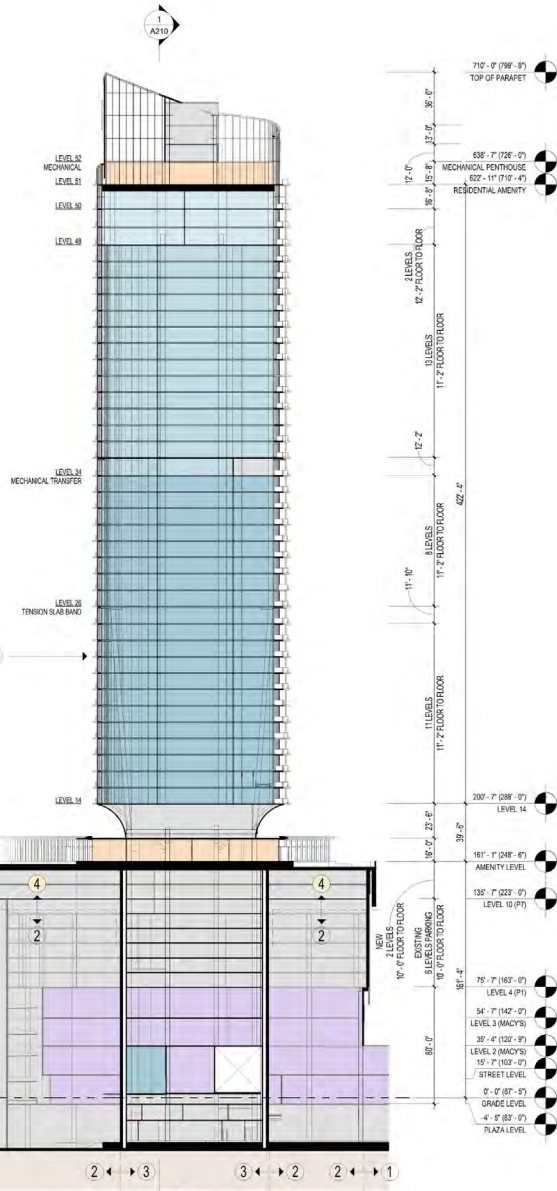 1
A210
710' - 0" (799' - 8")
TOP OF PARAPET
36' - 0"
13' - 0"
LEVEL 52
MECHANICAL
638' - 7" (726' - 0")
MECHANICAL PENTHOUSE
12' - 0"
15' - 8"
LEVEL 51
622' - 11" (710' - 4")
RESIDENTIAL AMENITY
16' - 8"
LEVEL 50
LEVEL 48
2 LEVELS
12' - 2" FLOOR TO FLOOR
13 LEVELS
11' - 2" FLOOR TO FLOOR
12' - 2"
LEVEL 34
MECHANICAL TRANSFER
422' - 4"
8 LEVELS
11' - 2" FLOOR TO FLOOR
11' - 10"
LEVEL 26
TENSION SLAB BAND
11 LEVELS
11' - 2" FLOOR TO FLOOR
LEVEL 14
200' - 7" (288' - 0")
LEVEL 14
23' - 6"
39' - 6"
16' - 0"
161' - 1" (248' - 6")
AMENITY LEVEL
4
4
2
2
135' - 7" (223' - 0")
LEVEL 10 (P7)
NEW
2 LEVELS
10' - 0" FLOOR TO FLOOR
EXISTING
6 LEVELS PARKING
10' - 0" FLOOR TO FLOOR
161' - 4"
75' - 7" (163' - 0")
LEVEL 4 (P1)
54' - 7" (142' - 0")
LEVEL 3 (MACY'S)
60' - 0"
35' - 4" (120' - 9")
LEVEL 2 (MACY'S)
15' - 7" (103' - 0")
STREET LEVEL
0' - 0" (87' - 5")
GRADE LEVEL
-4' - 5" (83' - 0")
PLAZA LEVEL
2 3 3 2 2 1